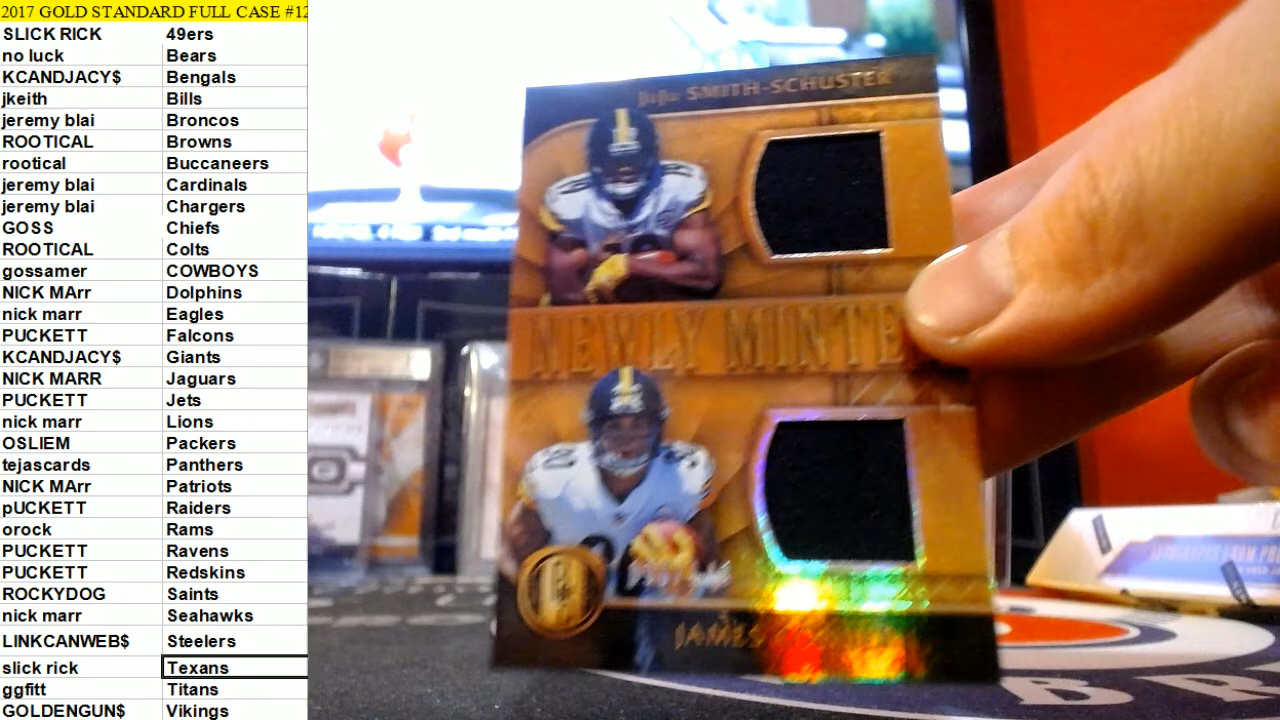 2017 GOLD STANDARD FULL CASE #12
SLICK RICK 49ers
no luck Bears
KCANDJACY$ Bengals
jkeith Bills
jeremy blai Broncos
ROOTICAL Browns
rootical Buccaneers
jeremy blai Cardinals
jeremy blai Chargers
GOSS Chiefs
ROOTICAL Colts
gossamer COWBOYS
NICK MArr Dolphins
nick marr Eagles
PUCKETT Falcons
KCANDJACY$ Giants
NICK MARR Jaguars
PUCKETT Jets
nick marr Lions
OSLIEM Packers
tejascards Panthers
NICK MArr Patriots
pUCKETT Raiders
orock Rams
PUCKETT Ravens
PUCKETT Redskins
ROCKYDOG Saints
nick marr Seahawks
LINKCANWEB$ Steelers
slick rick Texans
ggfitt Titans
GOLDENGUN$ Vikings
JuJu SMITH-SCHUSTER
NEWLY MINTE
JAMES
BR